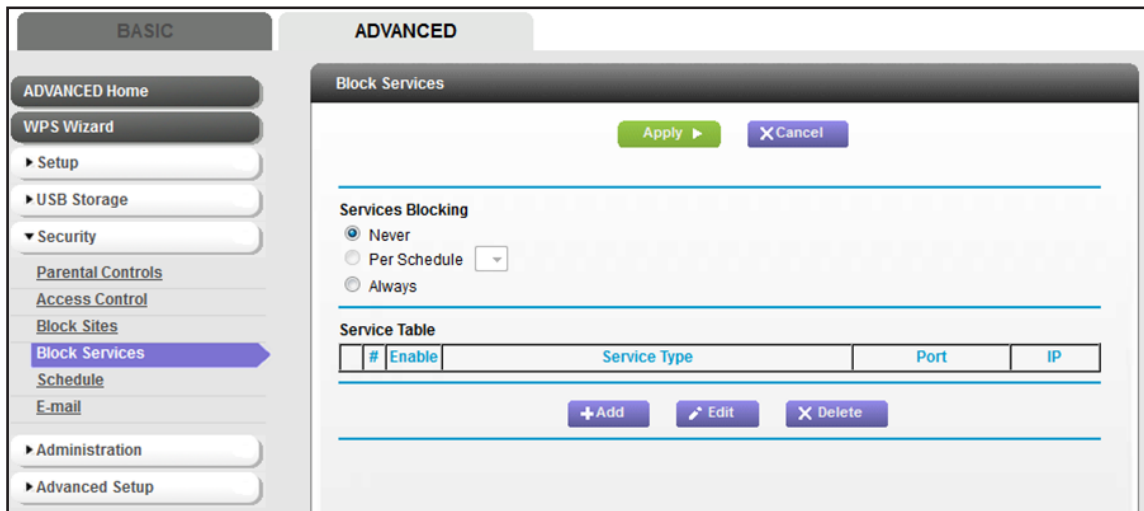 BASIC
ADVANCED
ADVANCED Home
WPS Wizard
Setup
USB Storage
Security
Parental Controls
Access Control
Block Sites
Block Services
Schedule
E-mail
Administration
Advanced Setup
Block Services
Apply
Cancel
Services Blocking
Never
Per Schedule
Always
Service Table
# Enable Service Type Port IP
Add Edit Delete